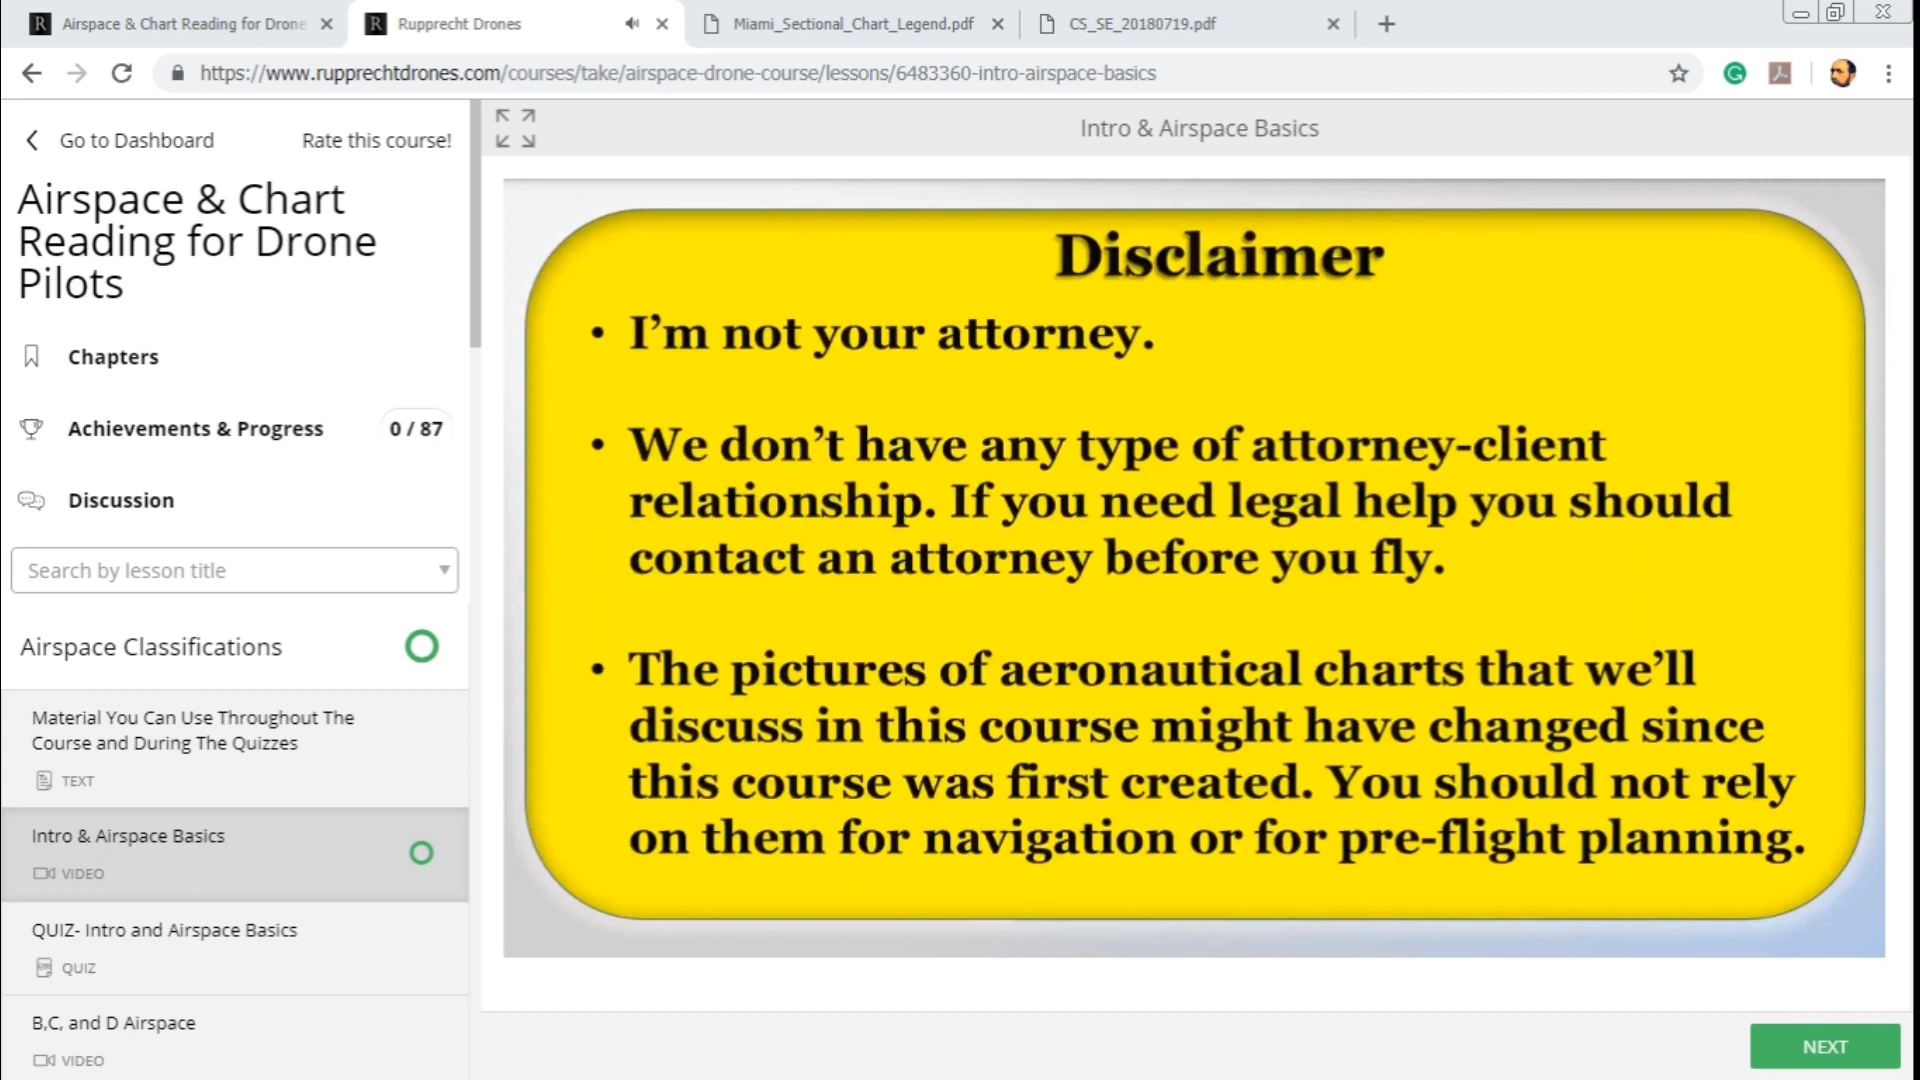 Airspace & Chart Reading for Drone
Rupprecht Drones
Miami_Sectional_Chart_Legend.pdf
CS_SE_20180719.pdf
https://www.rupprechtdrones.com/courses/take/airspace-drone-course/lessons/6483360-intro-airspace-basics
Go to Dashboard
Rate this course!
Airspace & Chart
Reading for Drone
Pilots
Chapters
Achievements & Progress
0 / 87
Discussion
Search by lesson title
Airspace Classifications
Material You Can Use Throughout The
Course and During The Quizzes
TEXT
Intro & Airspace Basics
VIDEO
QUIZ- Intro and Airspace Basics
QUIZ
B,C, and D Airspace
VIDEO
Intro & Airspace Basics
Disclaimer
• I’m not your attorney.
• We don’t have any type of attorney-client
relationship. If you need legal help you should
contact an attorney before you fly.
• The pictures of aeronautical charts that we’ll
discuss in this course might have changed since
this course was first created. You should not rely
on them for navigation or for pre-flight planning.
NEXT